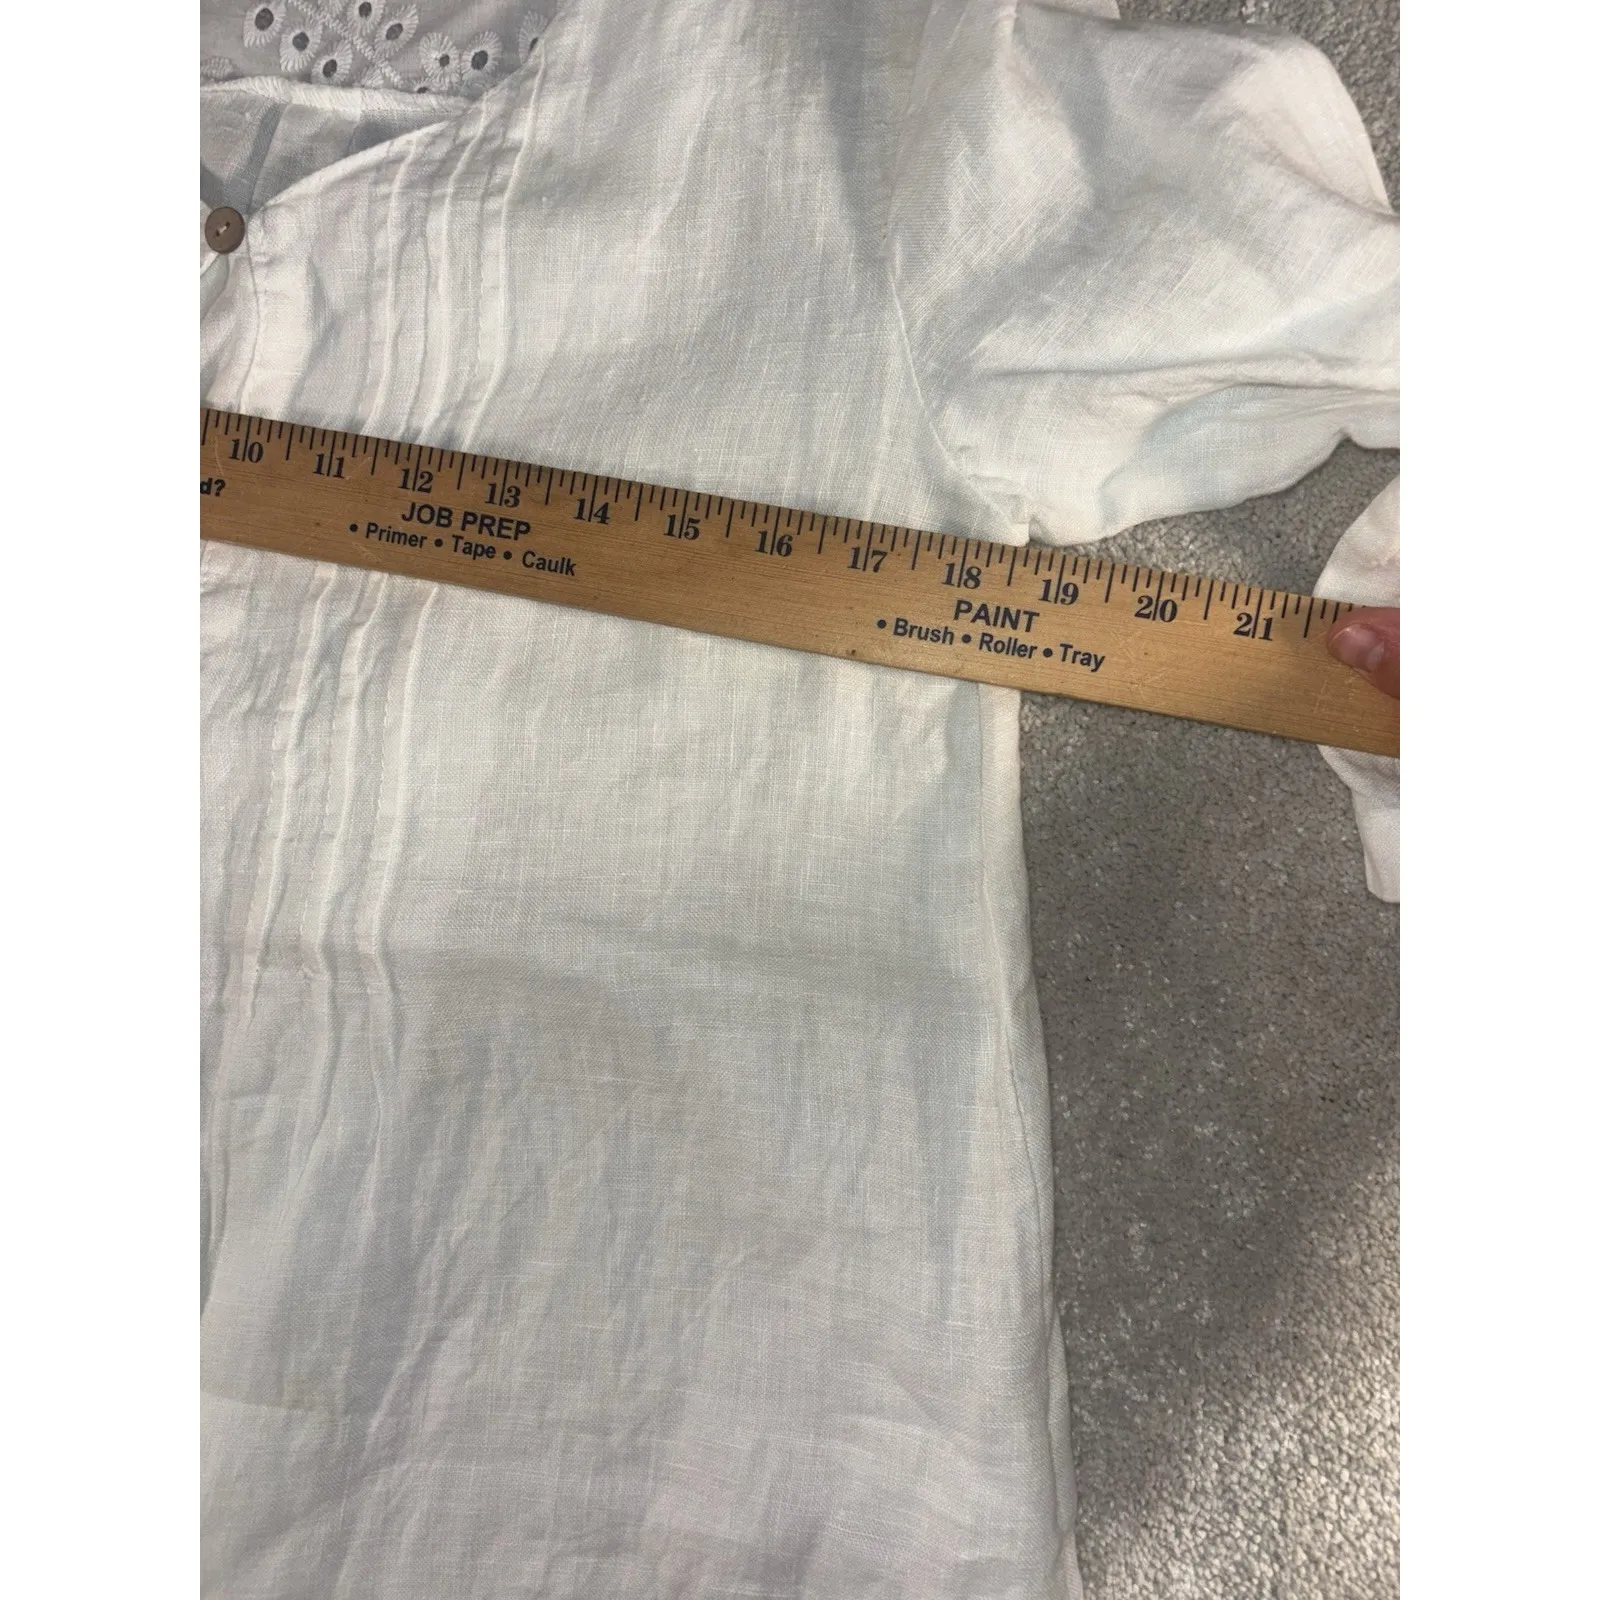 10 11 12 13 14 15 16 17 18 19 20 21
d?
JOB PREP
• Primer • Tape • Caulk
PAINT
• Brush • Roller • Tray